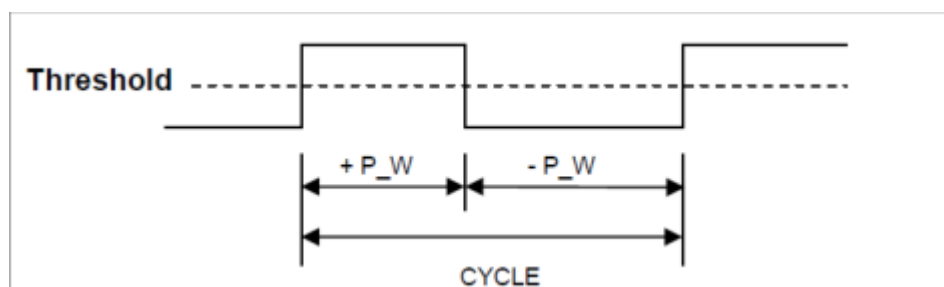 Threshold
+ P_W - P_W
CYCLE